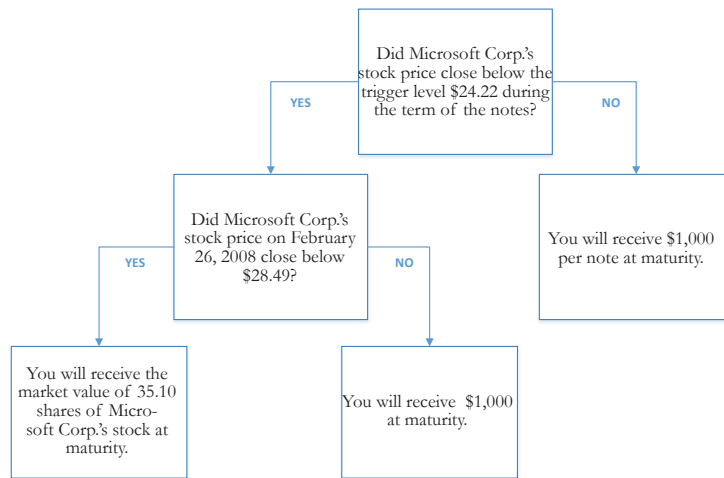 Did Microsoft Corp.'s
stock price close below the
trigger level $24.22 during
the term of the notes?
YES
NO
Did Microsoft Corp.'s
stock price on February
26, 2008 close below
$28.49?
You will receive $1,000
per note at maturity.
YES
NO
You will receive the
market value of 35.10
shares of Micro-
soft Corp.'s stock at
maturity.
You will receive $1,000
at maturity.